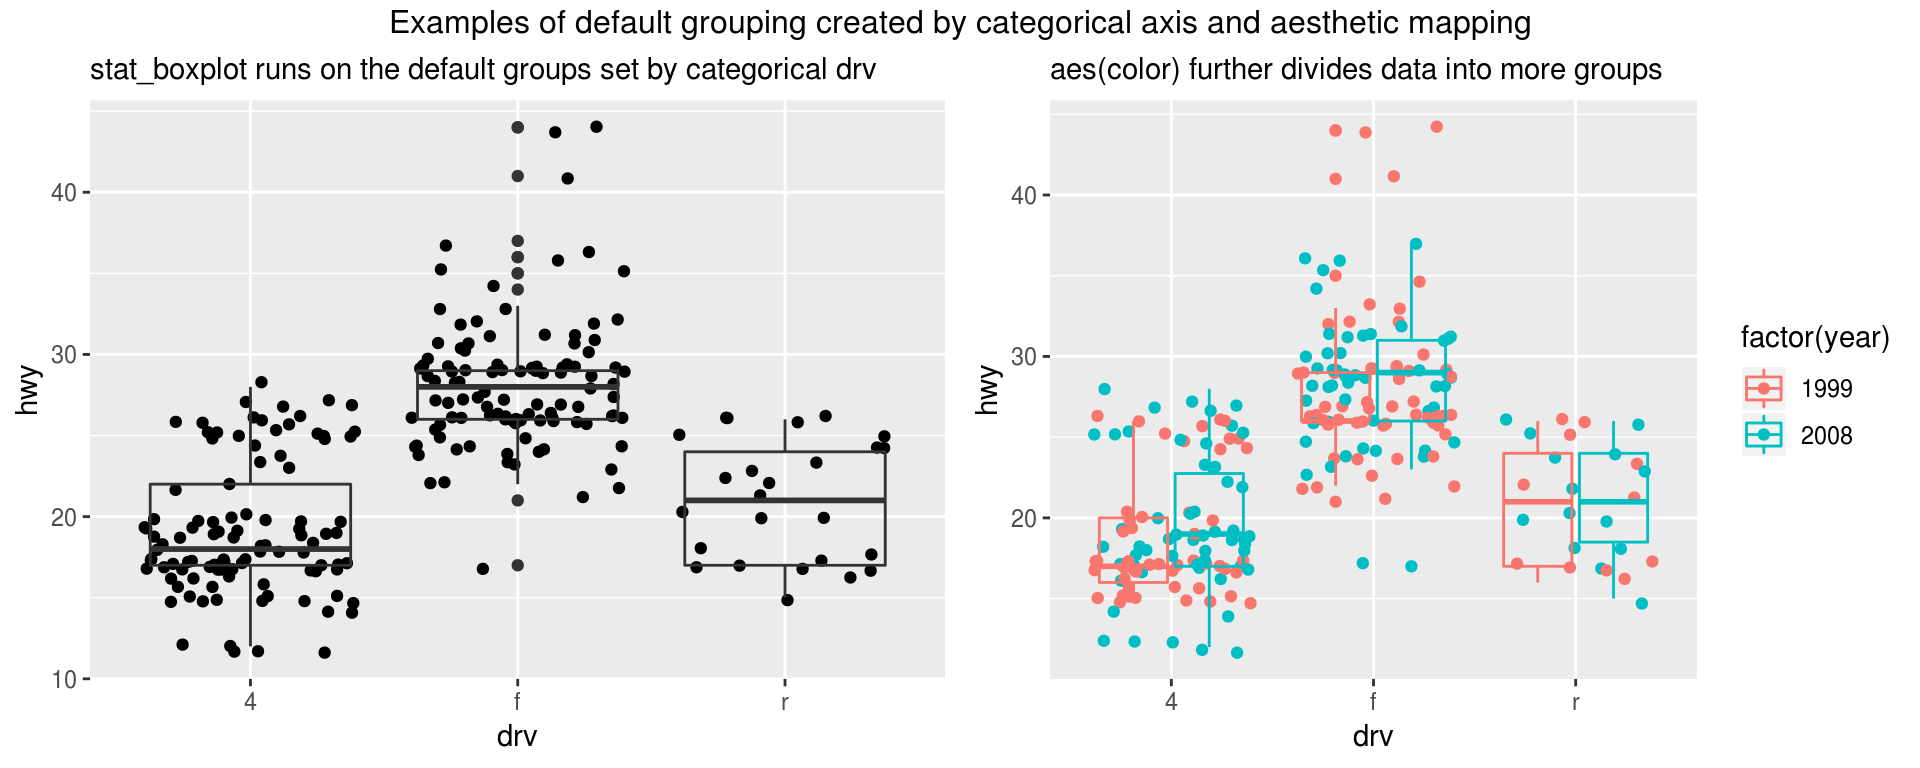 Examples of default grouping created by categorical axis and aesthetic mapping
stat_boxplot runs on the default groups set by categorical drv
hwy
40
30
20
10
4 f r
drv
aes(color) further divides data into more groups
hwy
40
30
20
4 f r
drv
factor(year)
1999
2008